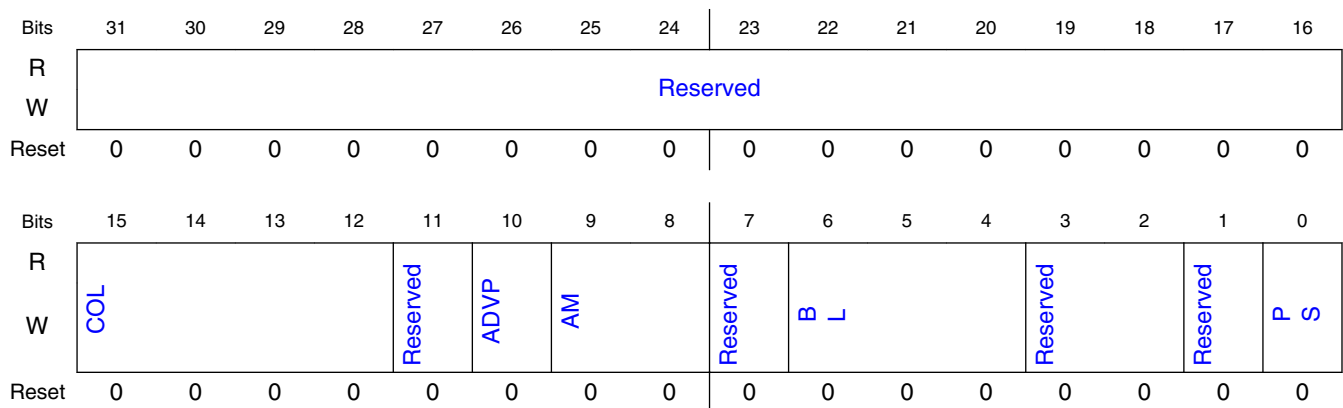 Bits 31 30 29 28 27 26 25 24 23 22 21 20 19 18 17 16
R
Reserved
W
Reset 0 0 0 0 0 0 0 0 0 0 0 0 0 0 0 0
Bits 15 14 13 12 11 10 9 8 7 6 5 4 3 2 1 0
R
W
COL Reserved ADVP AM Reserved B L Reserved Reserved P S
Reset 0 0 0 0 0 0 0 0 0 0 0 0 0 0 0 0